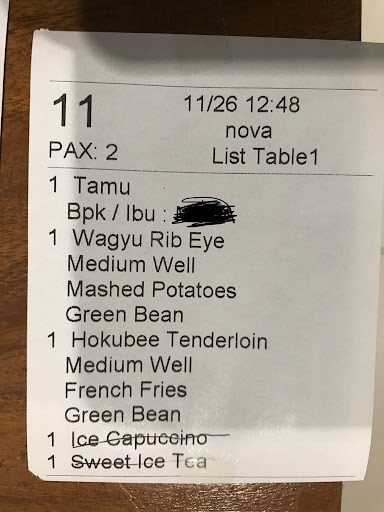 11
11/26 12:48
nova
PAX: 2
List Table1
1 Tamu
Bpk / Ibu :
1 Wagyu Rib Eye
Medium Well
Mashed Potatoes
Green Bean
1 Hokubee Tenderloin
Medium Well
French Fries
Green Bean
1 Ice Capuccino
1 Sweet Ice Tea